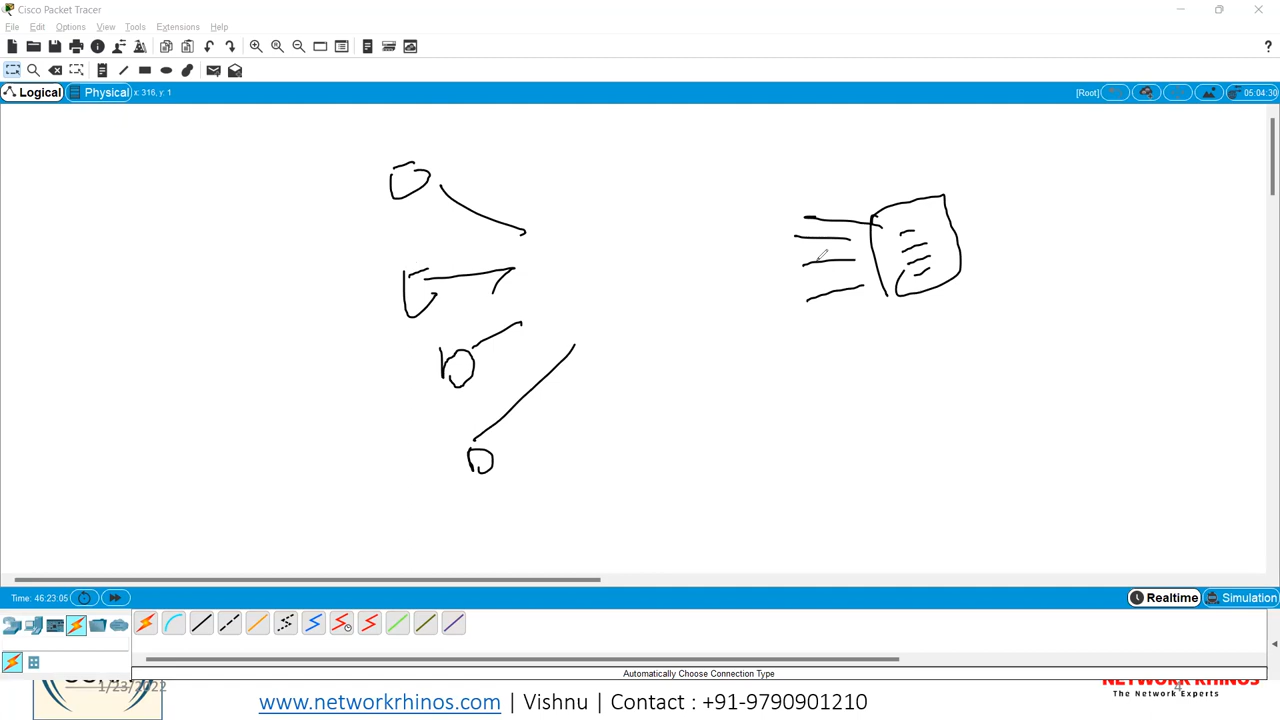 Cisco Packet Tracer
File Edit Options View Tools Extensions Help
?
Logical Physical x: 316, y: 1 [Root] 05:04:30
Time: 46:23:05 Realtime Simulation
Automatically Choose Connection Type
1/23/2022
NETWORK RHINOS
The Network Experts
www.networkrhinos.com | Vishnu | Contact : +91-9790901210